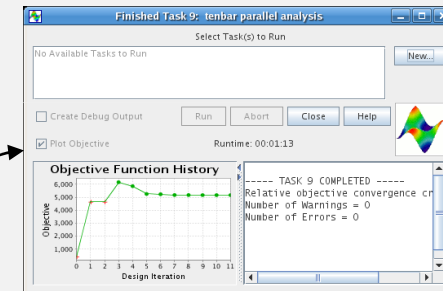 Finished Task 9: tenbar parallel analysis
Select Task(s) to Run
No Available Tasks to Run
New...
Create Debug Output
Run
Abort
Close
Help
Plot Objective
Runtime: 00:01:13
Objective Function History
6,000
5,000
4,000
3,000
2,000
1,000
Objective
0 1 2 3 4 5 6 7 8 9 10 11
Design Iteration
----- TASK 9 COMPLETED -----
Relative objective convergence cr
Number of Warnings = 0
Number of Errors = 0